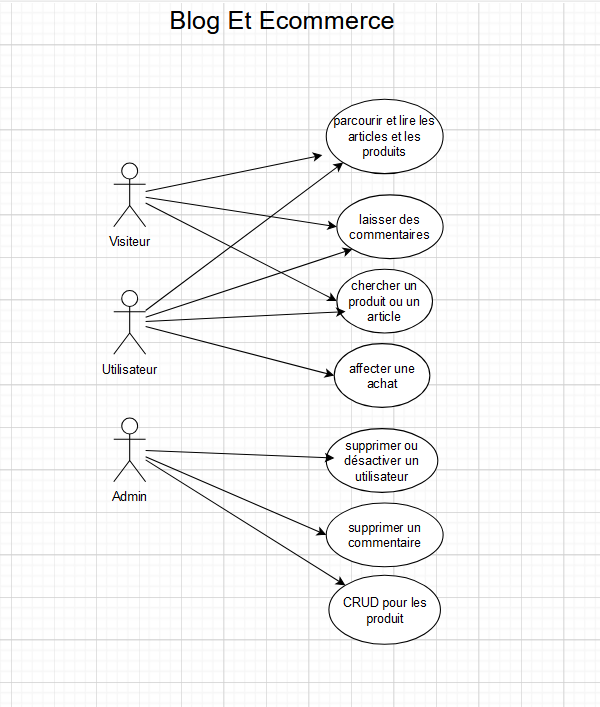 Blog Et Ecommerce
parcourir et lire les
articles et les
produits
Visiteur
laisser des
commentaires
chercher un
produit ou un
article
Utilisateur
affecter une
achat
Admin
supprimer ou
désactiver un
utilisateur
supprimer un
commentaire
CRUD pour les
produit